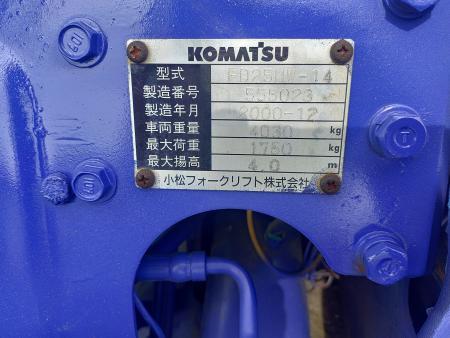 KOMATSU
型式 FD25HW-14
製造番号 555023
製造年月 2000-12
車両重量 4030 kg
最大荷重 1750 kg
最大揚高 4.0 m
小松フォークリフト株式会社